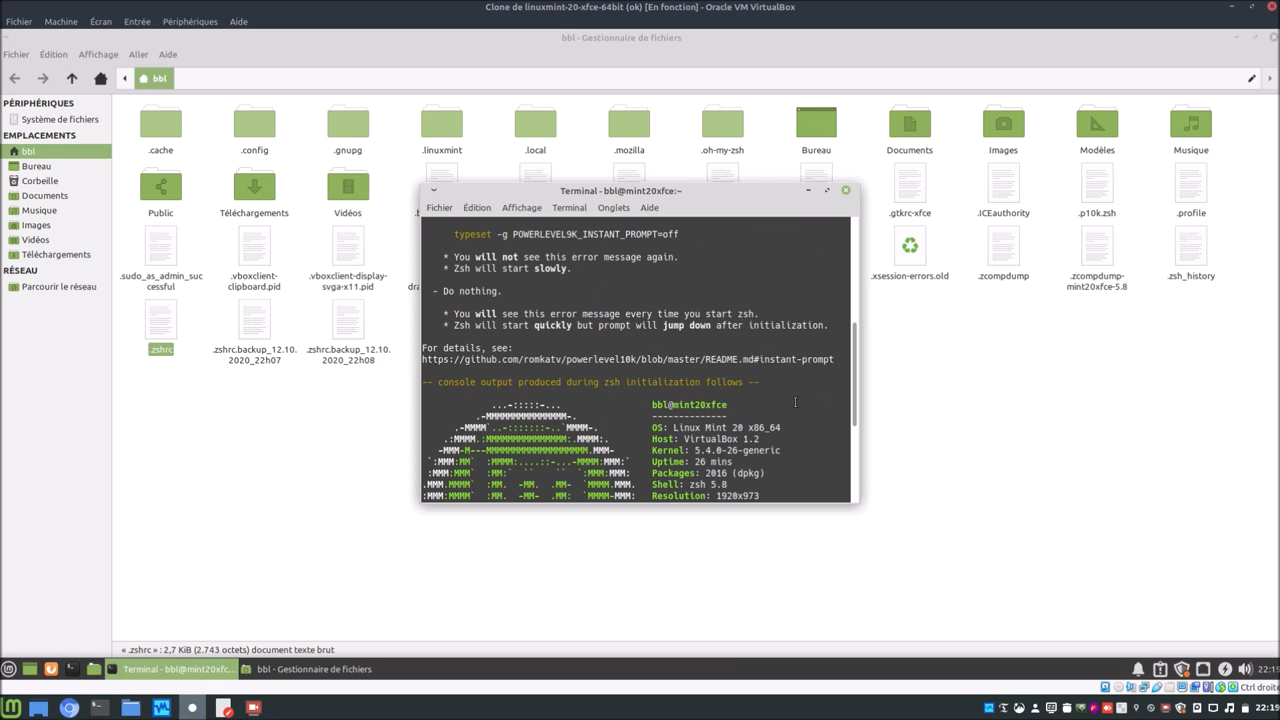 Clone de linuxmint-20-xfce-64bit (ok) [En fonction] - Oracle VM VirtualBox
Fichier Machine Écran Entrée Périphériques Aide
bbl - Gestionnaire de fichiers
Fichier Édition Affichage Aller Aide
bbl
PÉRIPHÉRIQUES
Système de fichiers
EMPLACEMENTS
bbl
Bureau
Corbeille
Documents
Musique
Images
Vidéos
Téléchargements
RÉSEAU
Parcourir le réseau
.cache .config .gnupg .linuxmint .local .mozilla .oh-my-zsh Bureau Documents Images Modèles Musique
Public Téléchargements Vidéos .gtkrc-xfce .ICEauthority .p10k.zsh .profile
.sudo_as_admin_suc
cessful
.vboxclient-
clipboard.pid
.vboxclient-display-
svga-x11.pid
.xsession-errors.old .zcompdump
.zcompdump-
mint20xfce-5.8
.zsh_history
.zshrc
.zshrc.backup_12.10.
2020_22h07
.zshrc.backup_12.10.
2020_22h08
Terminal - bbl@mint20xfce:~
Fichier Édition Affichage Terminal Onglets Aide
typeset -g POWERLEVEL9K_INSTANT_PROMPT=off
* You will not see this error message again.
* Zsh will start slowly.
- Do nothing.
* You will see this error message every time you start zsh.
* Zsh will start quickly but prompt will jump down after initialization.
For details, see:
https://github.com/romkatv/powerlevel10k/blob/master/README.md#instant-prompt
-- console output produced during zsh initialization follows --
bbl@mint20xfce
--------------
OS: Linux Mint 20 x86_64
Host: VirtualBox 1.2
Kernel: 5.4.0-26-generic
Uptime: 26 mins
Packages: 2016 (dpkg)
Shell: zsh 5.8
Resolution: 1920x973
« .zshrc » : 2,7 KiB (2.743 octets) document texte brut
Terminal - bbl@mint20xfc... bbl - Gestionnaire de fichiers 22:19
Ctrl droite
22:19